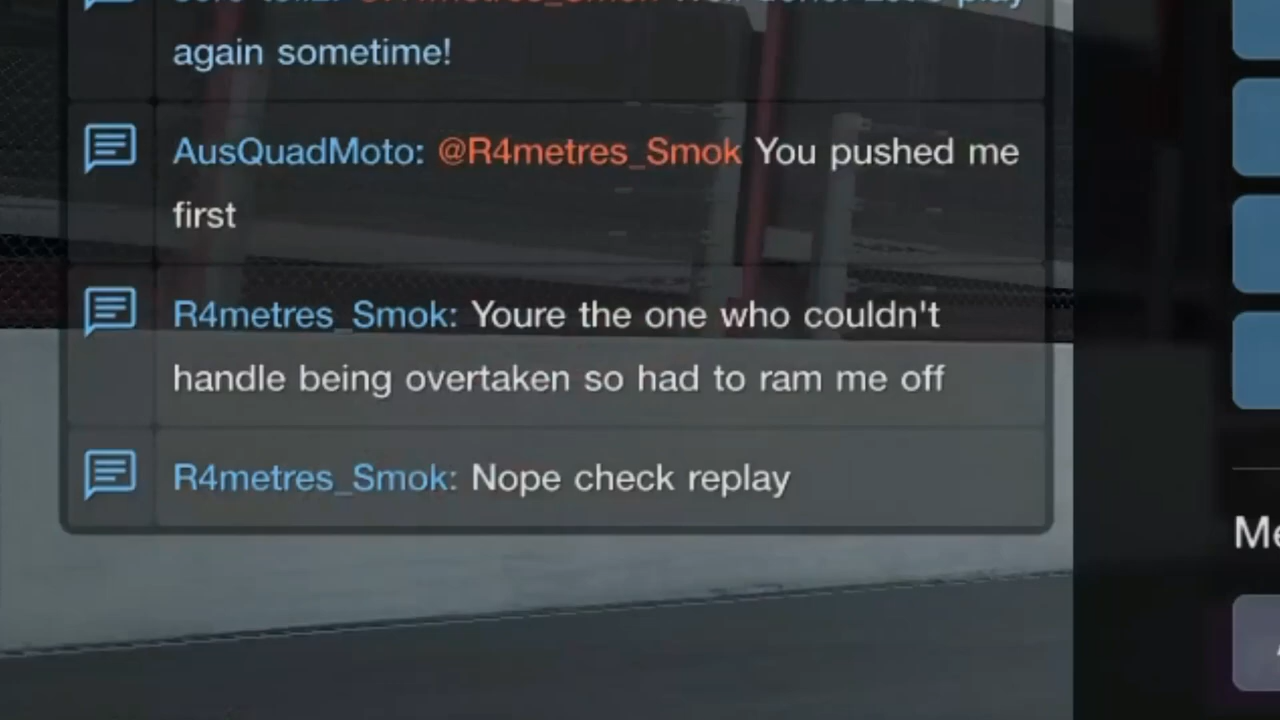 again sometime!
AusQuadMoto: @R4metres_Smok You pushed me
first
R4metres_Smok: Youre the one who couldn't
handle being overtaken so had to ram me off
R4metres_Smok: Nope check replay